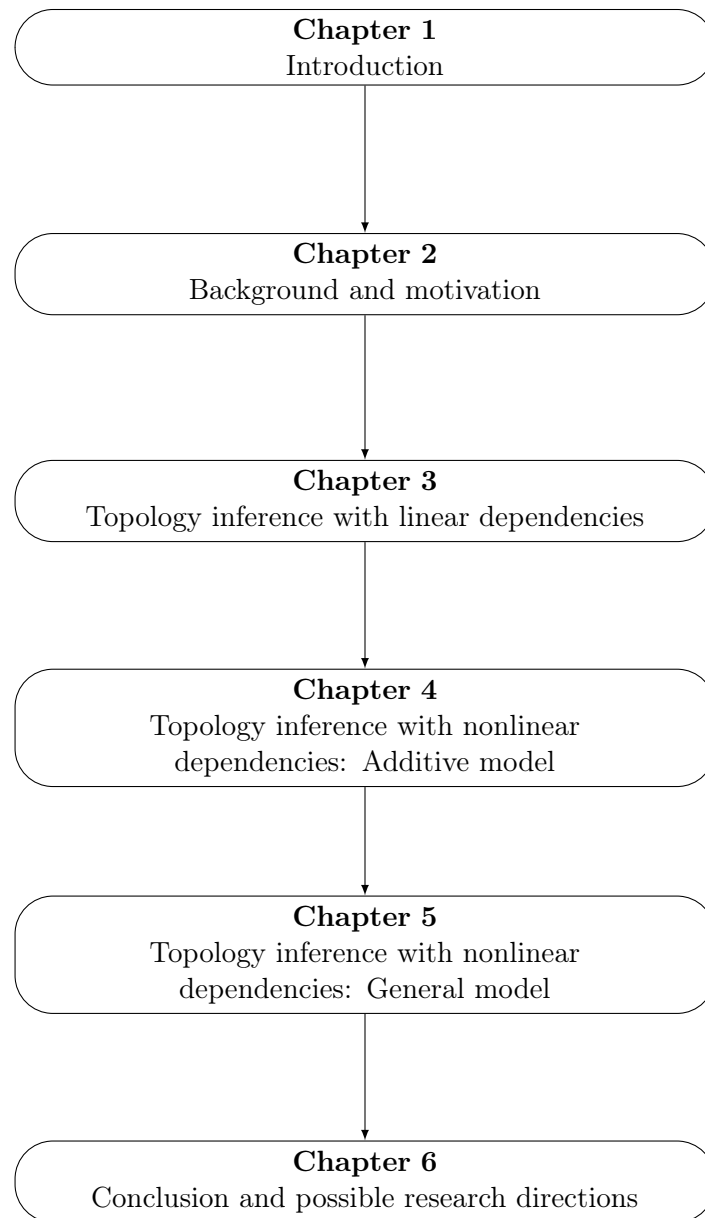 Chapter 1
Introduction
Chapter 2
Background and motivation
Chapter 3
Topology inference with linear dependencies
Chapter 4
Topology inference with nonlinear
dependencies: Additive model
Chapter 5
Topology inference with nonlinear
dependencies: General model
Chapter 6
Conclusion and possible research directions